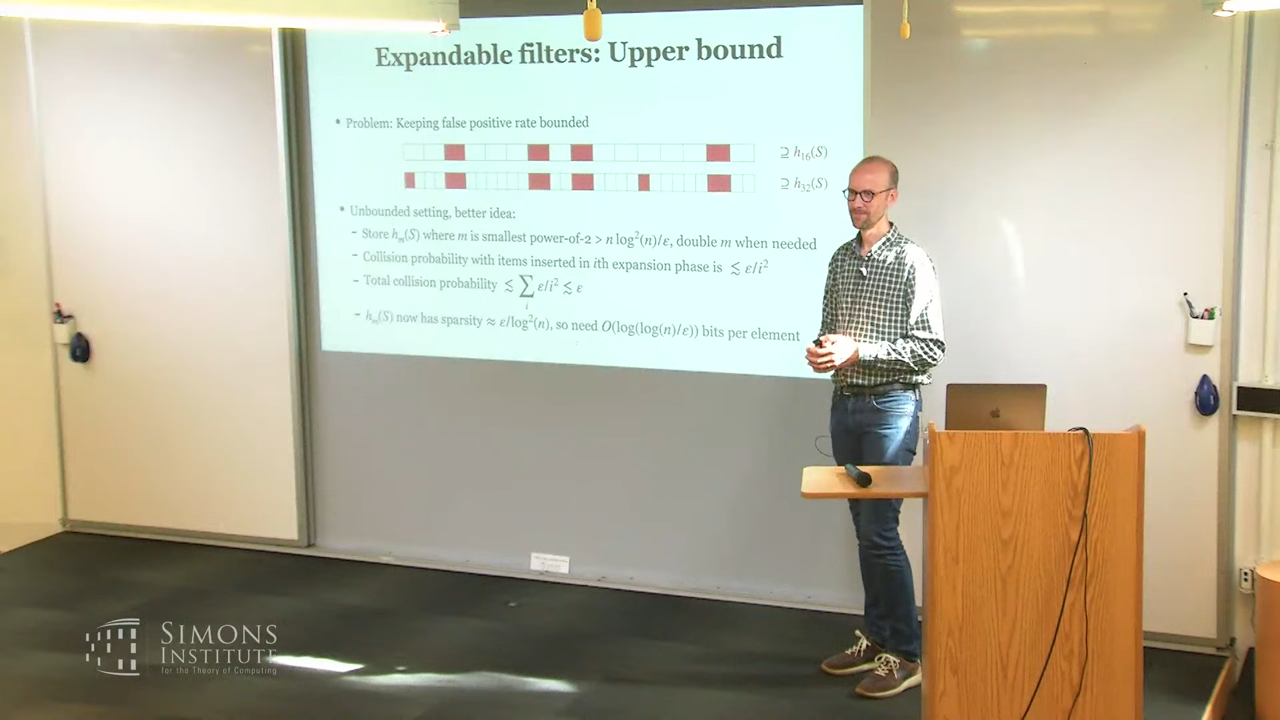 Expandable filters: Upper bound
• Problem: Keeping false positive rate bounded
⊇ h₁₆(S)
⊇ h₃₂(S)
• Unbounded setting, better idea:
– Store hₘ(S) where m is smallest power-of-2 > n log²(n)/ε, double m when needed
– Collision probability with items inserted in ith expansion phase is ≲ ε/i²
– Total collision probability ≲ ∑ᵢ ε/i² ≲ ε
– hₘ(S) now has sparsity ≈ ε/log²(n), so need O(log(log(n)/ε)) bits per element
SIMONS
INSTITUTE
for the Theory of Computing